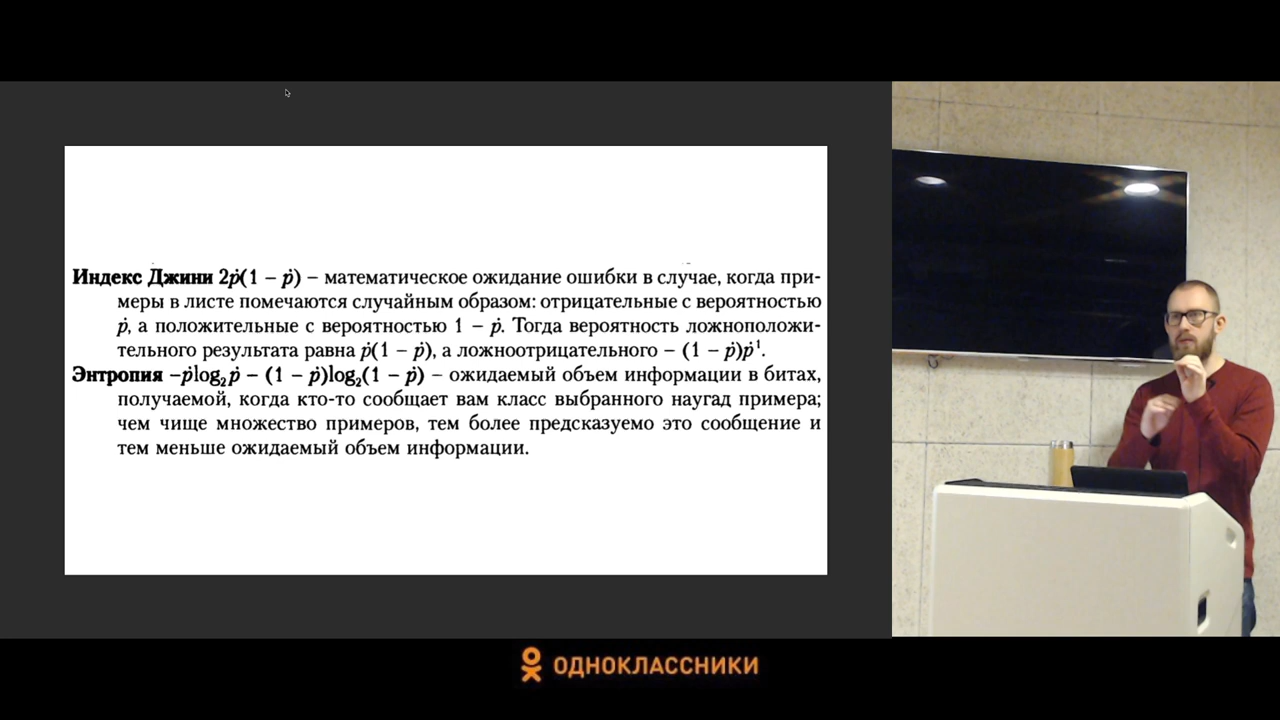 Индекс Джини 2ṗ(1 – ṗ) – математическое ожидание ошибки в случае, когда при-
меры в листе помечаются случайным образом: отрицательные с вероятностью
ṗ, а положительные с вероятностью 1 – ṗ. Тогда вероятность ложноположи-
тельного результата равна ṗ(1 – ṗ), а ложноотрицательного – (1 – ṗ)ṗ¹.
Энтропия –ṗlog₂ṗ – (1 – ṗ)log₂(1 – ṗ) – ожидаемый объем информации в битах,
получаемой, когда кто-то сообщает вам класс выбранного наугад примера;
чем чище множество примеров, тем более предсказуемо это сообщение и
тем меньше ожидаемый объем информации.
ОДНОКЛАССНИКИ